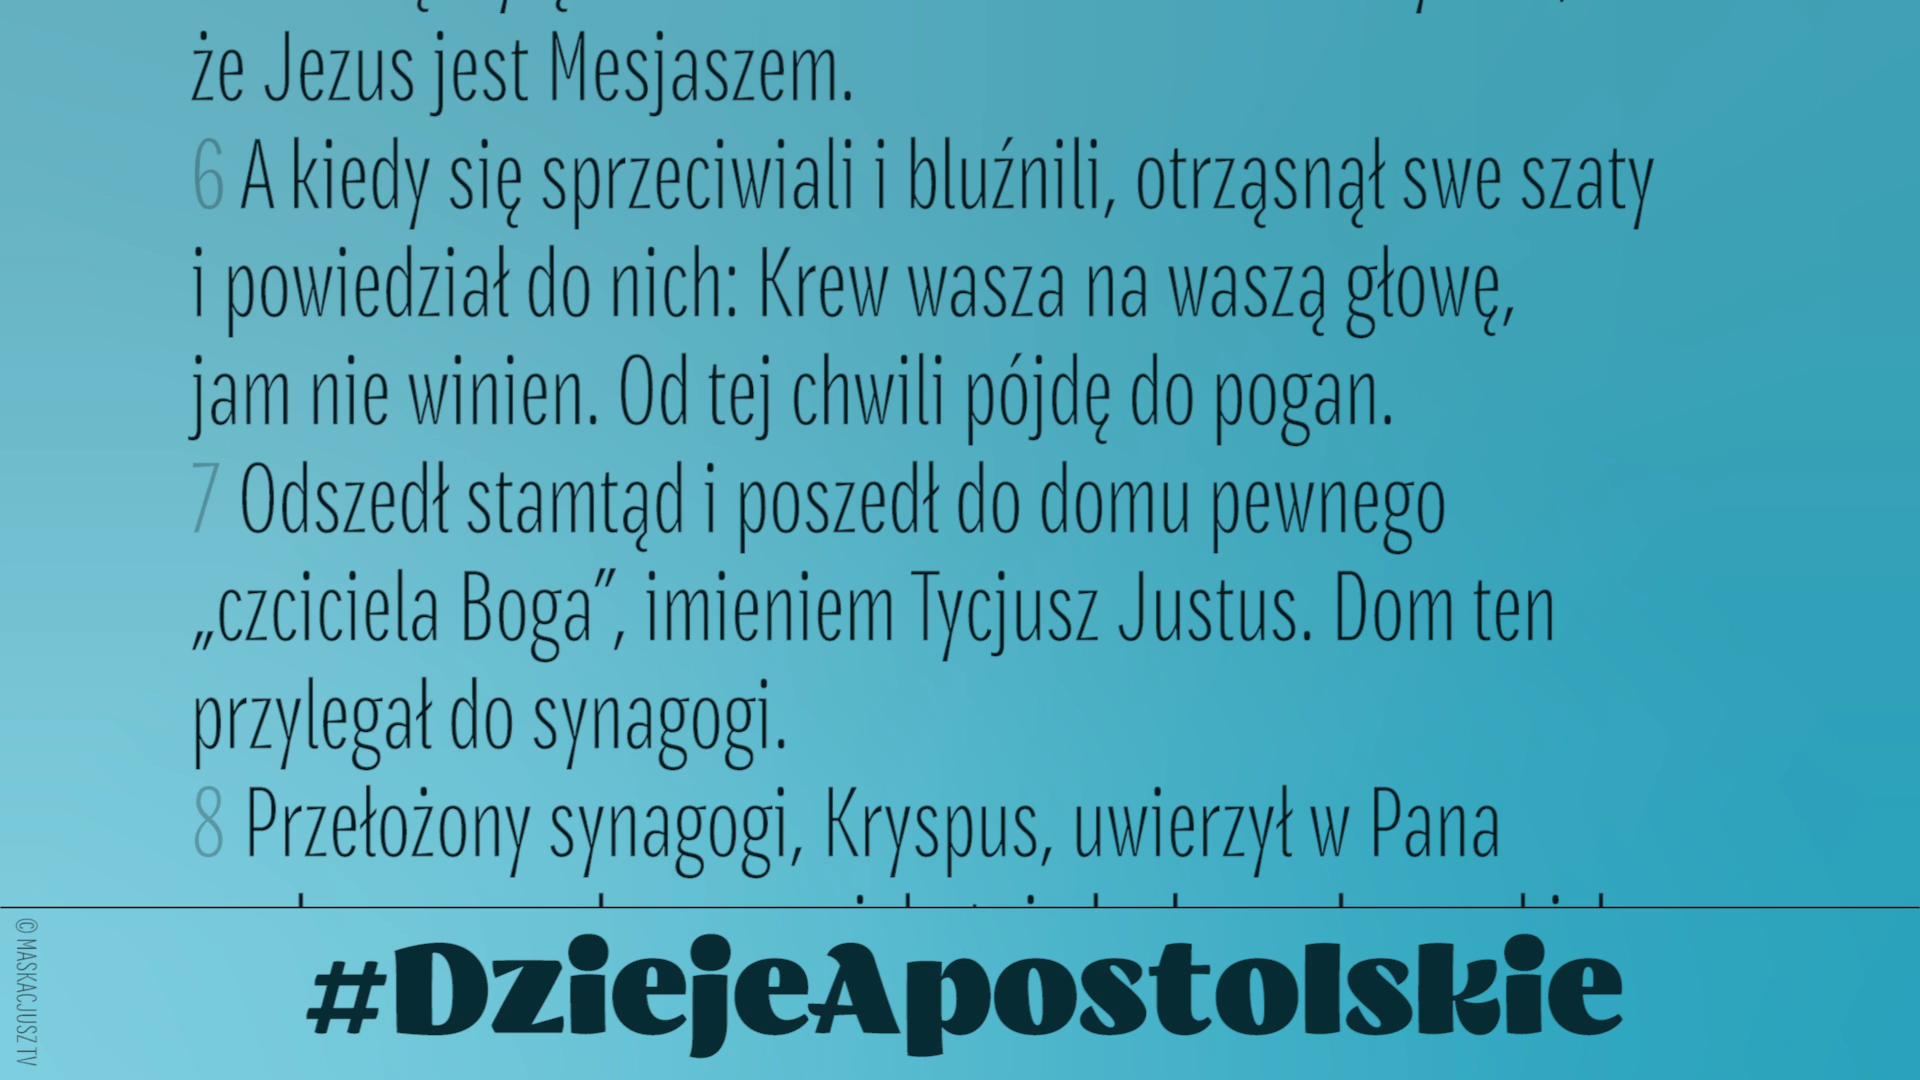 że Jezus jest Mesjaszem.
6 A kiedy się sprzeciwiali i bluźnili, otrząsnął swe szaty
i powiedział do nich: Krew wasza na waszą głowę,
jam nie winien. Od tej chwili pójdę do pogan.
7 Odszedł stamtąd i poszedł do domu pewnego
„czciciela Boga”, imieniem Tycjusz Justus. Dom ten
przylegał do synagogi.
8 Przełożony synagogi, Kryspus, uwierzył w Pana
#DziejeApostolskie
© MASKACJUSZ TV